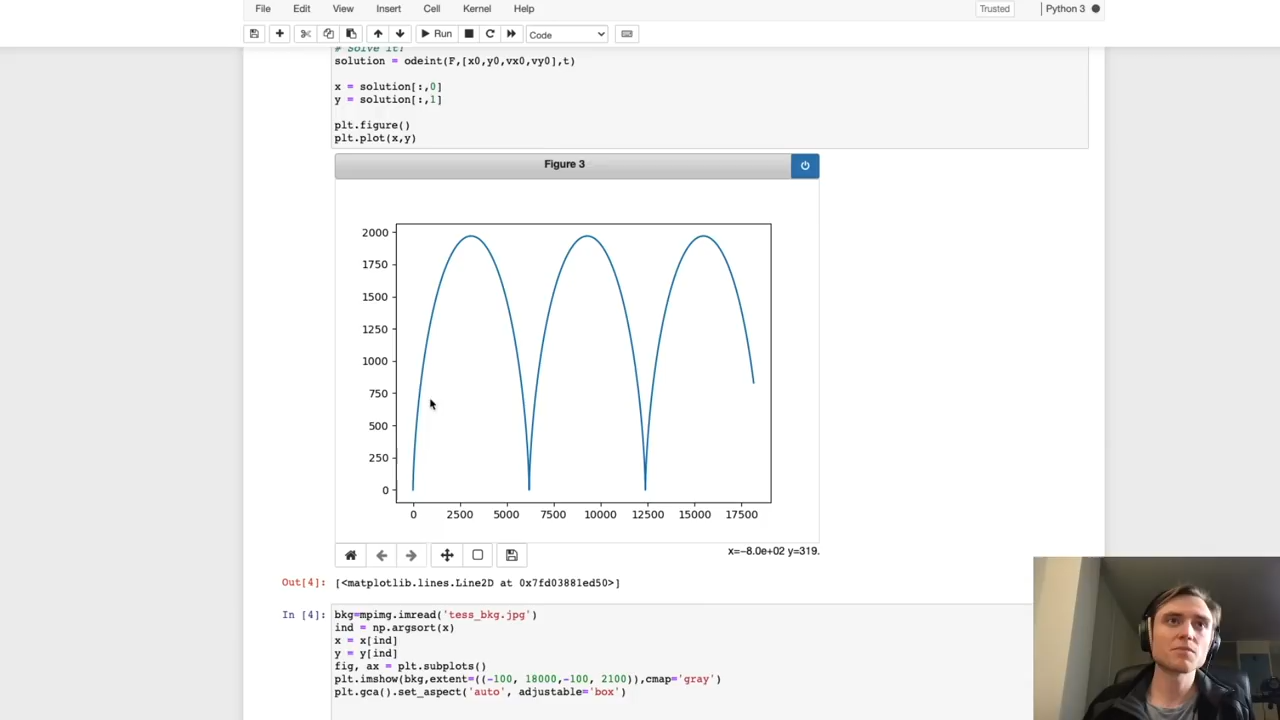 File Edit View Insert Cell Kernel Help Trusted Python 3
Run Code
# Solve it!
solution = odeint(F,[x0,y0,vx0,vy0],t)
x = solution[:,0]
y = solution[:,1]
plt.figure()
plt.plot(x,y)
Figure 3
2000
1750
1500
1250
1000
750
500
250
0
0 2500 5000 7500 10000 12500 15000 17500
x=−8.0e+02 y=319.
Out[4]: [<matplotlib.lines.Line2D at 0x7fd03881ed50>]
In [4]: bkg=mpimg.imread('tess_bkg.jpg')
ind = np.argsort(x)
x = x[ind]
y = y[ind]
fig, ax = plt.subplots()
plt.imshow(bkg,extent=((-100, 18000,-100, 2100)),cmap='gray')
plt.gca().set_aspect('auto', adjustable='box')